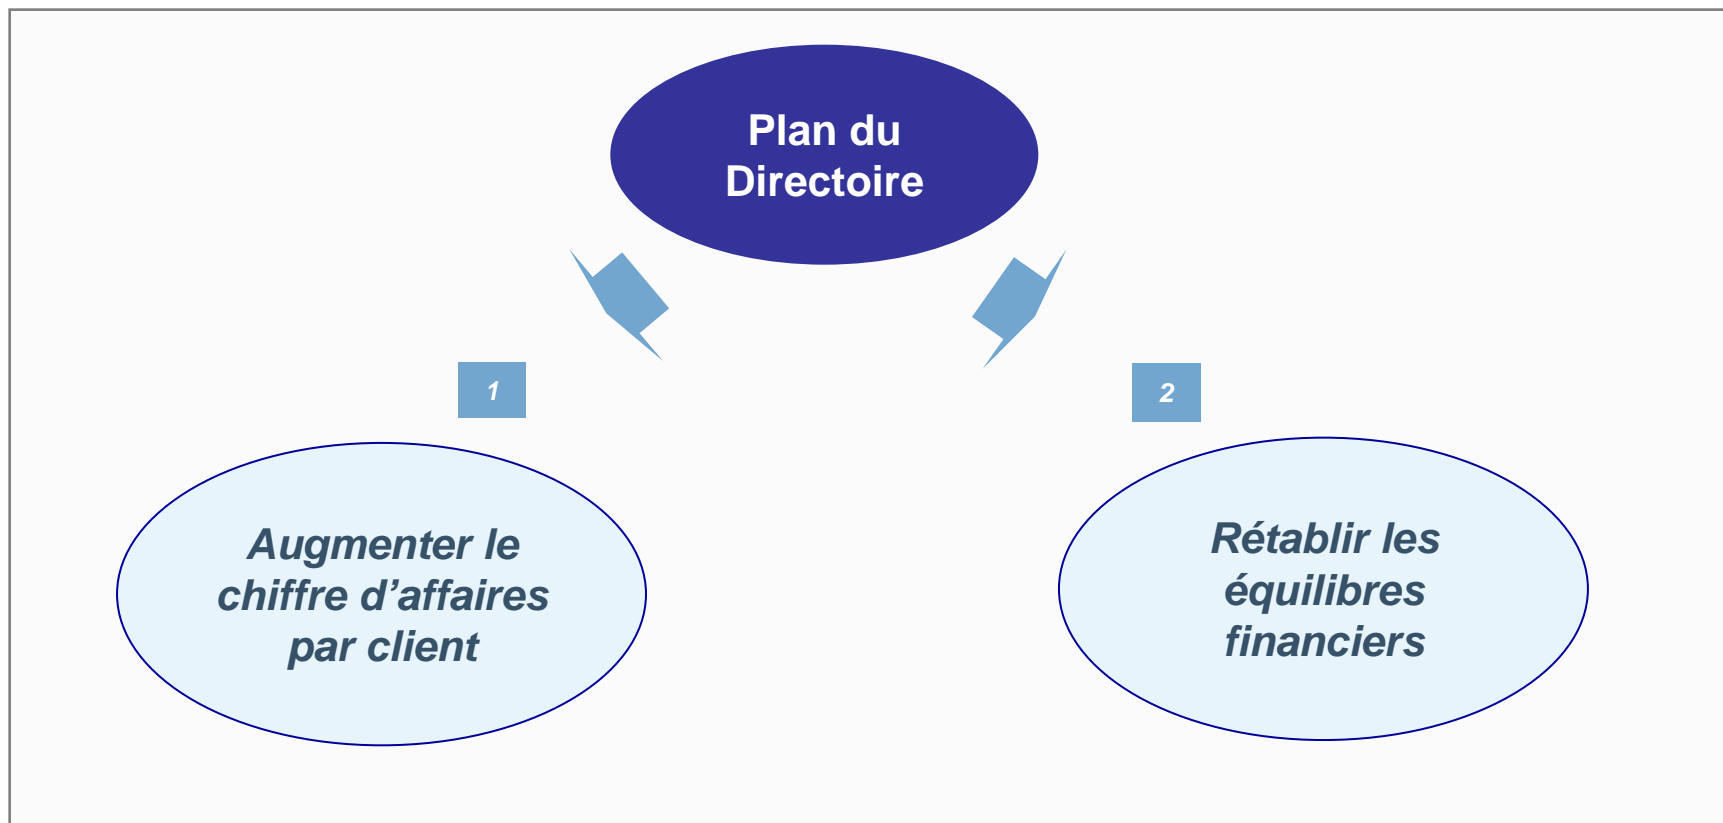 Plan du
Directoire
1
2
Augmenter le
chiffre d’affaires
par client
Rétablir les
équilibres
financiers